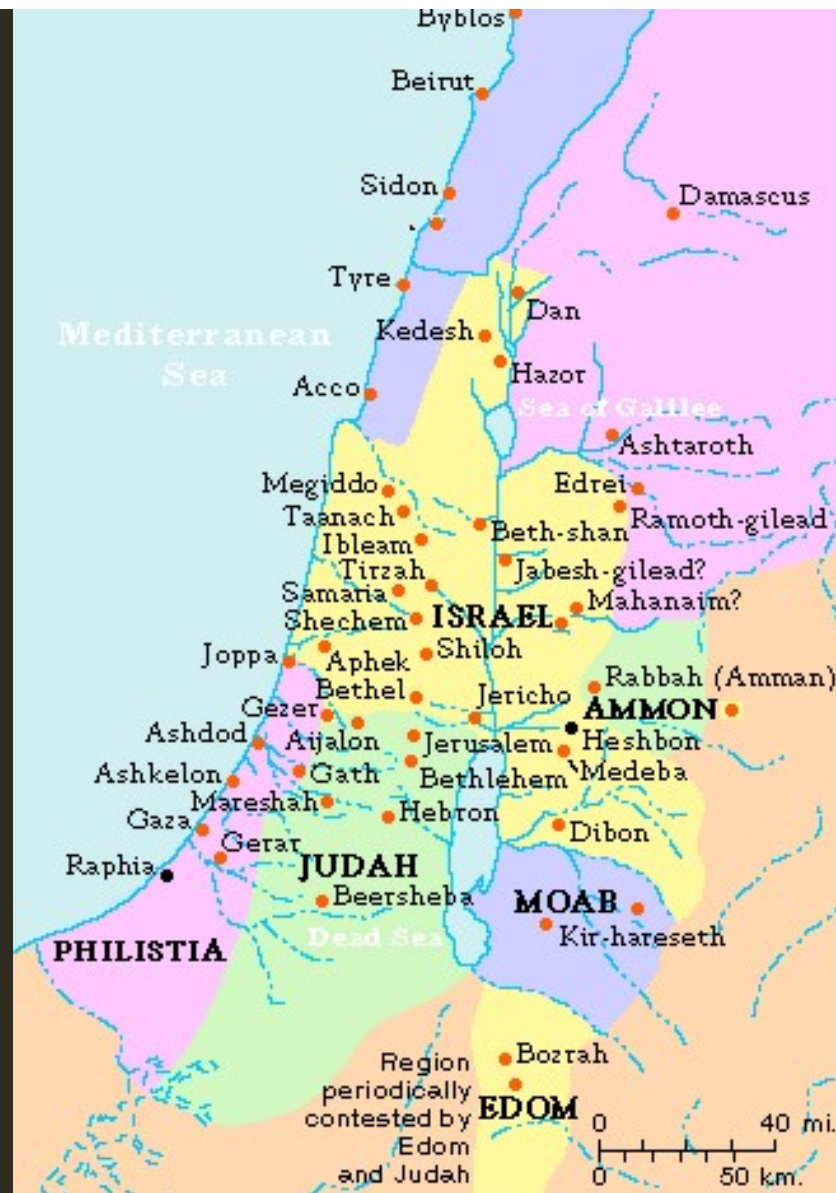 Byblos
Beirut
Sidon
Damascus
Tyre
Dan
Mediterranean
Sea
Kedesh
Hazor
Acco
Sea of Galilee
Ashtaroth
Megiddo
Edrei
Taanach
Ramoth-gilead
Beth-shan
Ibleam
Tirzah
Jabesh-gilead?
Samaria
Mahanaim?
Shechem
ISRAEL
Joppa
Aphek
Shiloh
Rabbah (Amman)
Bethel
Jericho
Gezer
AMMON
Ashdod
Aijalon
Jerusalem
Heshbon
Ashkelon
Gath
Bethlehem
Medeba
Mareshah
Hebron
Gaza
Dibon
Gerar
Raphia
JUDAH
Beersheba
MOAB
Dead Sea
Kir-hareseth
PHILISTIA
Bozrah
Region
periodically
contested by
Edom
and Judah
EDOM
0 40 mi.
0 50 km.